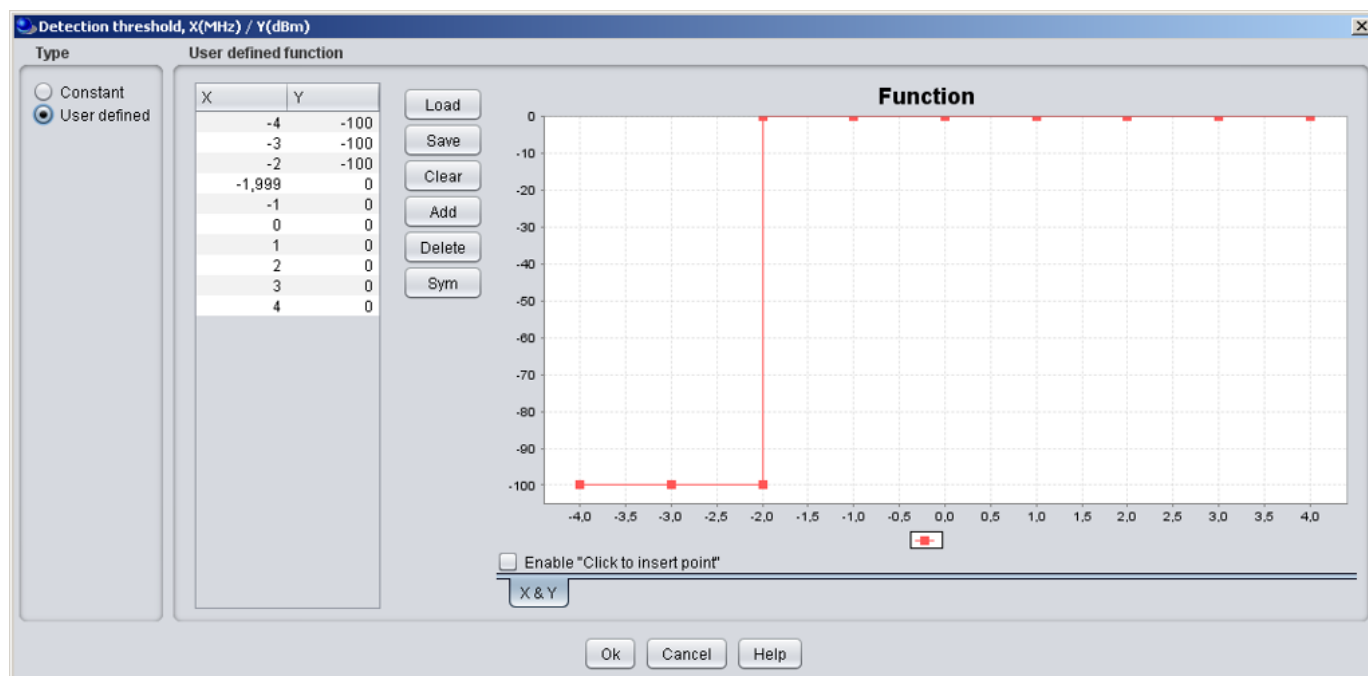 Detection threshold, X(MHz) / Y(dBm)
Type
User defined function
Constant
User defined
X Y
-4 -100
-3 -100
-2 -100
-1,999 0
-1 0
0 0
1 0
2 0
3 0
4 0
Load
Save
Clear
Add
Delete
Sym
Function
0
-10
-20
-30
-40
-50
-60
-70
-80
-90
-100
-4,0 -3,5 -3,0 -2,5 -2,0 -1,5 -1,0 -0,5 0,0 0,5 1,0 1,5 2,0 2,5 3,0 3,5 4,0
Enable "Click to insert point"
X & Y
Ok Cancel Help